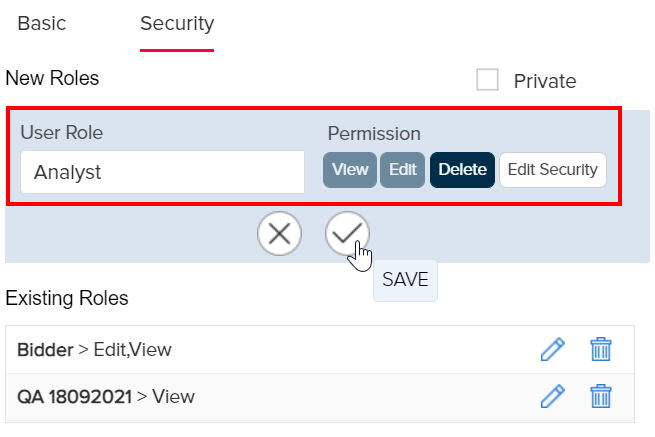 Basic Security
New Roles Private
User Role Permission
Analyst View Edit Delete Edit Security
SAVE
Existing Roles
Bidder > Edit,View
QA 18092021 > View